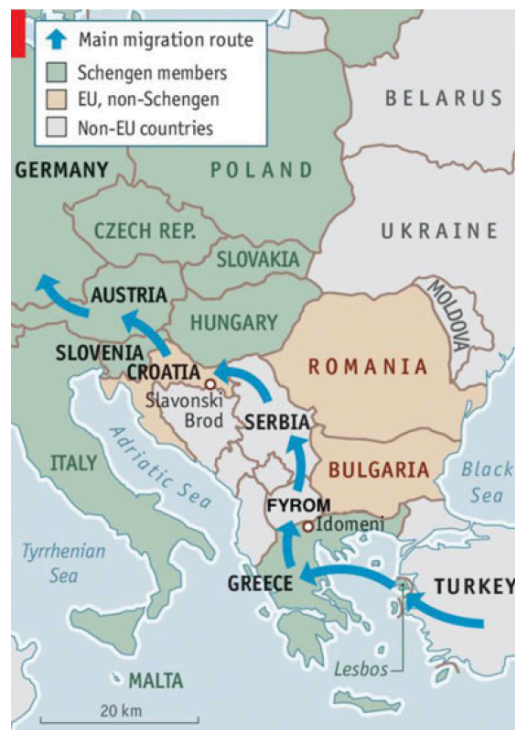 Main migration route
Schengen members
EU, non-Schengen
Non-EU countries
BELARUS
GERMANY
POLAND
UKRAINE
CZECH REP.
SLOVAKIA
MOLDOVA
AUSTRIA
HUNGARY
SLOVENIA
CROATIA
ROMANIA
Slavonski
Brod
SERBIA
Adriatic Sea
ITALY
BULGARIA
Black
Sea
FYROM
Idomeni
Tyrrhenian
Sea
GREECE
TURKEY
Lesbos
MALTA
20 km